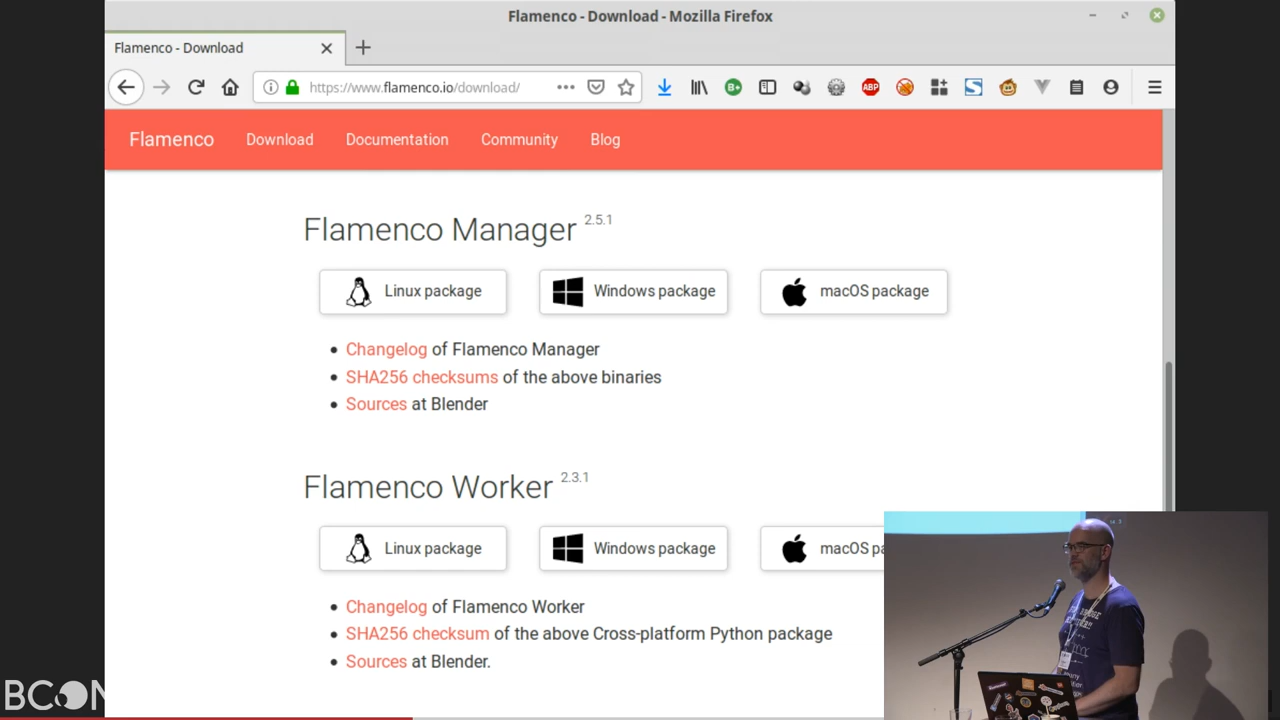 Flamenco - Download - Mozilla Firefox
Flamenco - Download
https://www.flamenco.io/download/
Flamenco Download Documentation Community Blog
Flamenco Manager 2.5.1
Linux package Windows package macOS package
Changelog of Flamenco Manager
SHA256 checksums of the above binaries
Sources at Blender
Flamenco Worker 2.3.1
Linux package Windows package macOS
Changelog of Flamenco Worker
SHA256 checksum of the above Cross-platform Python package
Sources at Blender.
ABP
B+
S
BCON